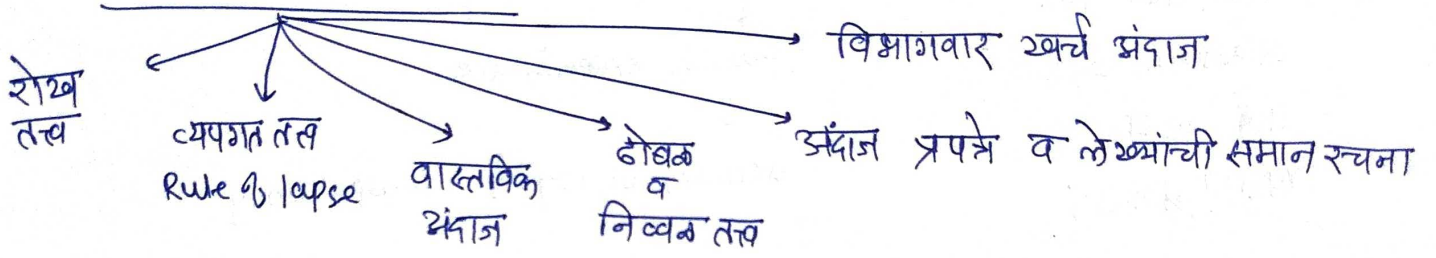 विभागवार खर्च अंदाज
रोख
तत्त्व
व्यपगत तत्व
Rule of lapse
वास्तविक
अंदाज
ढोबळ
व
निव्वळ तत्त्व
अंदाज प्रपत्रे व लेख्यांची समान रचना